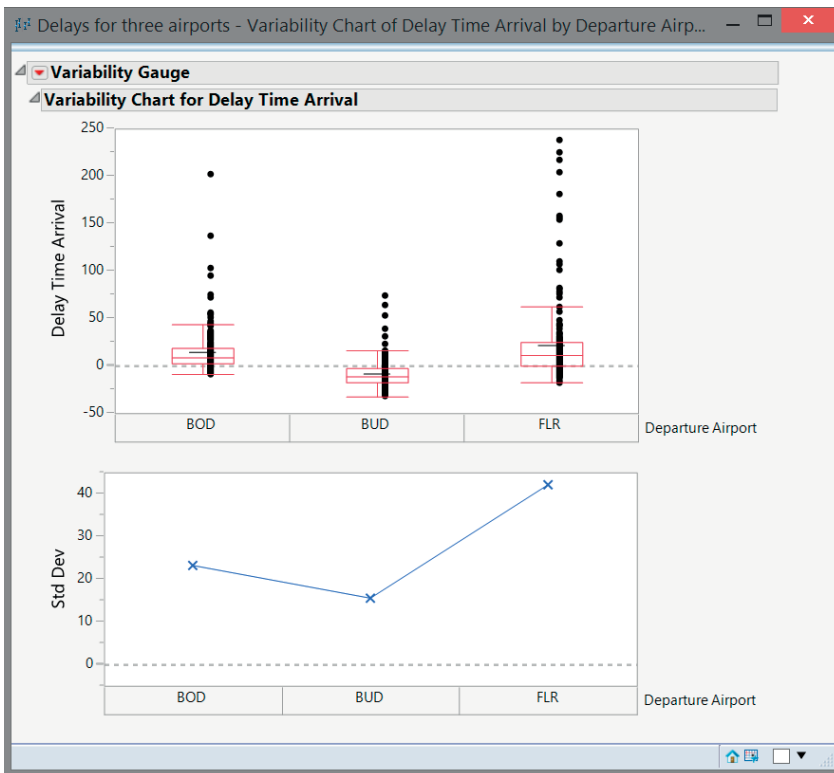 Delays for three airports - Variability Chart of Delay Time Arrival by Departure Airp...
Variability Gauge
Variability Chart for Delay Time Arrival
250
200
150
100
50
0
-50
Delay Time Arrival
BOD BUD FLR Departure Airport
40
30
20
10
0
Std Dev
BOD BUD FLR Departure Airport